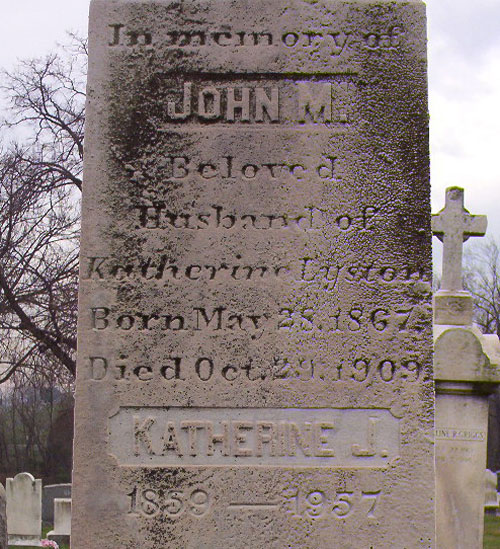 In memory of
JOHN M.
Beloved
Husband of
Katherine Lyston
Born May 28, 1867.
Died Oct. 29, 1909
KATHERINE J.
1859 — 1957